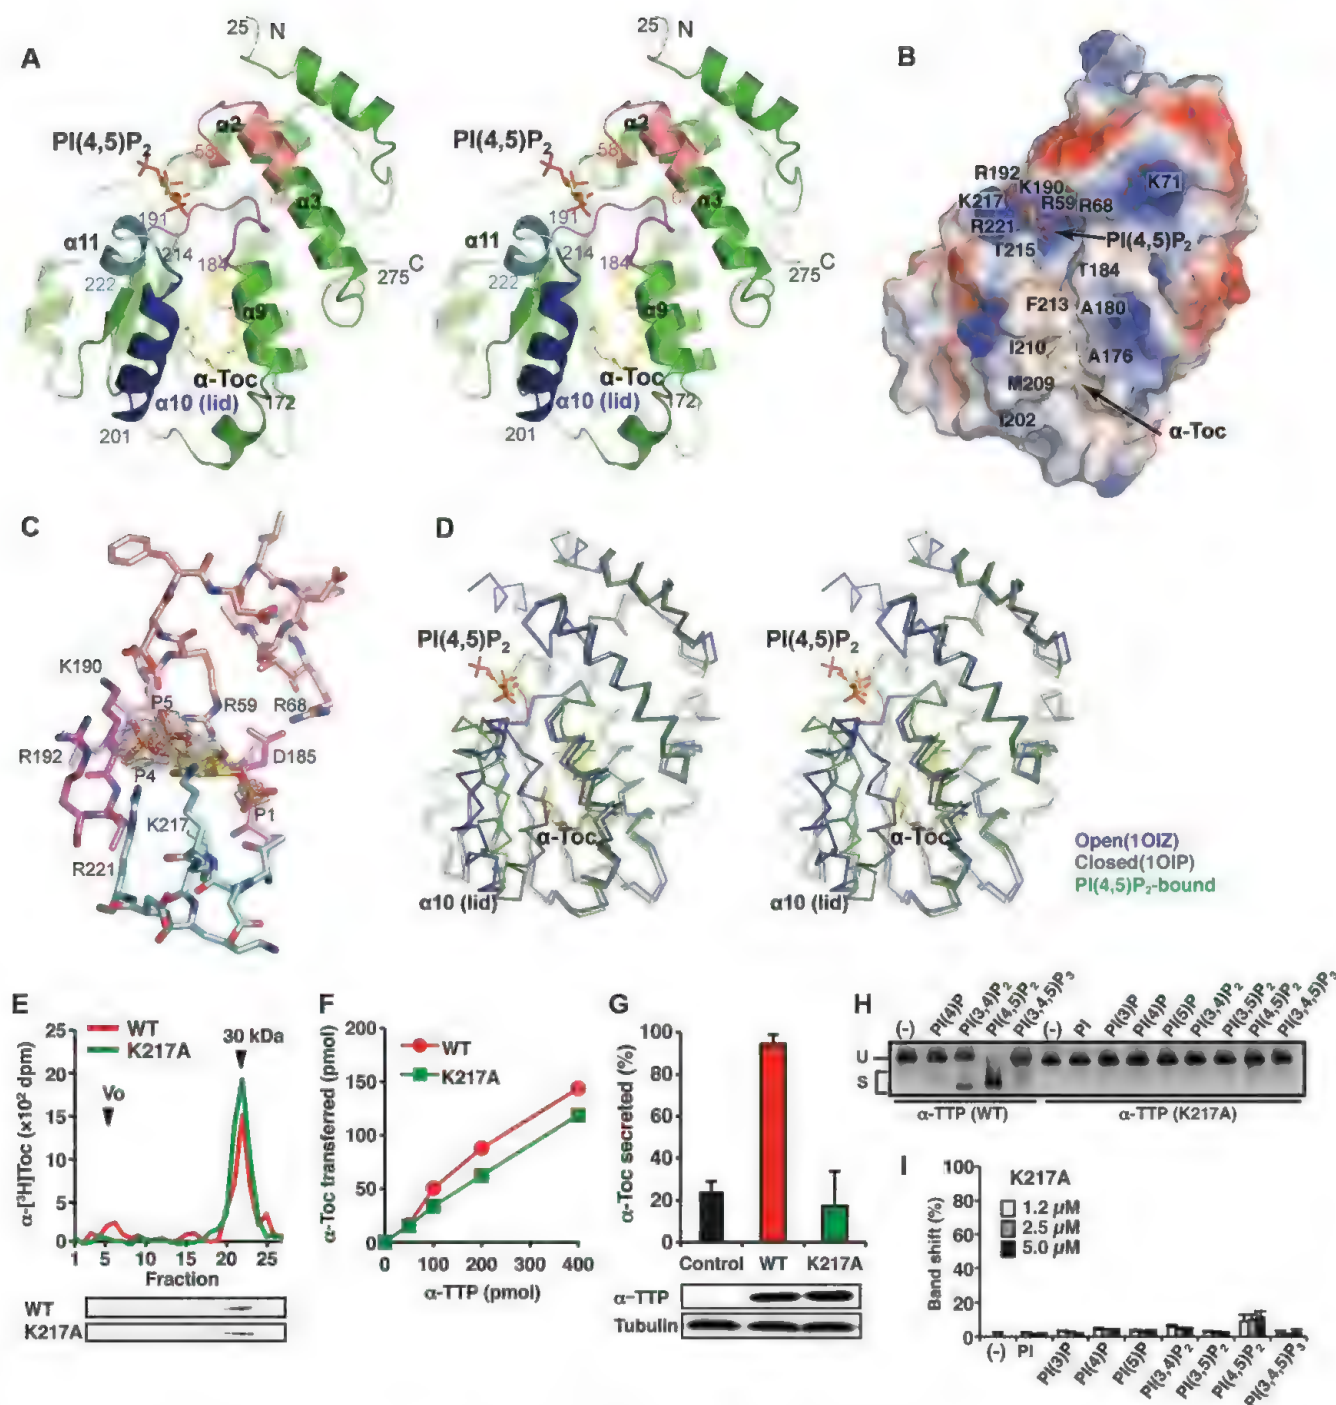 A
25 N
α2
PI(4,5)P2
58
α3
191
α11
214
184
222
275 C
α9
α-Toc
α10 (lid)
172
201
25 N
α2
PI(4,5)P2
58
α3
191
α11
214
184
222
275 C
α9
α-Toc
α10 (lid)
172
201
B
R192
K190
K71
K217
R59
R68
R221
PI(4,5)P2
T215
T184
F213
A180
I210
A176
M209
I202
α-Toc
C
K190
P5
R59
R68
R192
D185
P4
P1
K217
R221
D
PI(4,5)P2
α-Toc
α10 (lid)
PI(4,5)P2
α-Toc
α10 (lid)
Open(1OIZ)
Closed(1OIP)
PI(4,5)P2-bound
E
α-[3H]Toc (×10² dpm)
25
20
15
10
5
0
WT
K217A
30 kDa
Vo
1 5 10 15 20 25
Fraction
WT
K217A
F
α-Toc transferred (pmol)
200
150
100
50
0
WT
K217A
0 100 200 300 400
α-TTP (pmol)
G
α-Toc secreted (%)
100
80
60
40
20
0
Control WT K217A
α-TTP
Tubulin
H
(-) PI(4)P PI(3,4)P2 PI(4,5)P2 PI(3,4,5)P3 (-) PI PI(3)P PI(4)P PI(5)P PI(3,4)P2 PI(3,5)P2 PI(4,5)P2 PI(3,4,5)P3
U
S
α-TTP (WT) α-TTP (K217A)
I
Band shift (%)
100
80
60
40
20
0
K217A
1.2 µM
2.5 µM
5.0 µM
(-) PI PI(3)P PI(4)P PI(5)P PI(3,4)P2 PI(3,5)P2 PI(4,5)P2 PI(3,4,5)P3